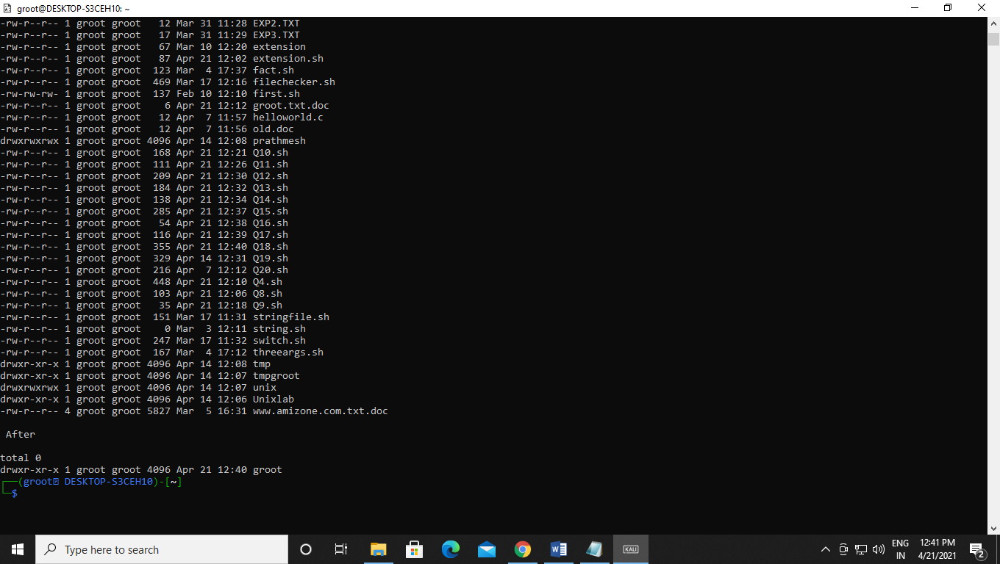 groot@DESKTOP-S3CEH10: ~
-rw-r--r-- 1 groot groot   12 Mar 31 11:28 EXP2.TXT
-rw-r--r-- 1 groot groot   17 Mar 31 11:29 EXP3.TXT
-rw-r--r-- 1 groot groot   67 Mar 10 12:20 extension
-rw-r--r-- 1 groot groot   87 Apr 21 12:02 extension.sh
-rw-r--r-- 1 groot groot  123 Mar  4 17:37 fact.sh
-rw-r--r-- 1 groot groot  469 Mar 17 12:16 filechecker.sh
-rw-rw-rw- 1 groot groot  137 Feb 10 12:10 first.sh
-rw-r--r-- 1 groot groot    6 Apr 21 12:12 groot.txt.doc
-rw-r--r-- 1 groot groot   12 Apr  7 11:57 helloworld.c
-rw-r--r-- 1 groot groot   12 Apr  7 11:56 old.doc
drwxrwxrwx 1 groot groot 4096 Apr 14 12:08 prathmesh
-rw-r--r-- 1 groot groot  168 Apr 21 12:21 Q10.sh
-rw-r--r-- 1 groot groot  111 Apr 21 12:26 Q11.sh
-rw-r--r-- 1 groot groot  209 Apr 21 12:30 Q12.sh
-rw-r--r-- 1 groot groot  184 Apr 21 12:32 Q13.sh
-rw-r--r-- 1 groot groot  138 Apr 21 12:34 Q14.sh
-rw-r--r-- 1 groot groot  285 Apr 21 12:37 Q15.sh
-rw-r--r-- 1 groot groot   54 Apr 21 12:38 Q16.sh
-rw-r--r-- 1 groot groot  116 Apr 21 12:39 Q17.sh
-rw-r--r-- 1 groot groot  355 Apr 21 12:40 Q18.sh
-rw-r--r-- 1 groot groot  329 Apr 14 12:31 Q19.sh
-rw-r--r-- 1 groot groot  216 Apr  7 12:12 Q20.sh
-rw-r--r-- 1 groot groot  448 Apr 21 12:10 Q4.sh
-rw-r--r-- 1 groot groot  103 Apr 21 12:06 Q8.sh
-rw-r--r-- 1 groot groot   35 Apr 21 12:18 Q9.sh
-rw-r--r-- 1 groot groot  151 Mar 17 11:31 stringfile.sh
-rw-r--r-- 1 groot groot    0 Mar  3 12:11 string.sh
-rw-r--r-- 1 groot groot  247 Mar 17 11:32 switch.sh
-rw-r--r-- 1 groot groot  167 Mar  4 17:12 threeargs.sh
drwxr-xr-x 1 groot groot 4096 Apr 14 12:08 tmp
drwxr-xr-x 1 groot groot 4096 Apr 14 12:07 tmpgroot
drwxrwxrwx 1 groot groot 4096 Apr 14 12:07 unix
drwxr-xr-x 1 groot groot 4096 Apr 14 12:06 Unixlab
-rw-r--r-- 4 groot groot 5827 Mar  5 16:31 www.amizone.com.txt.doc
After
total 0
drwxr-xr-x 1 groot groot 4096 Apr 21 12:40 groot
┌──(groot DESKTOP-S3CEH10)-[~]
└─$
Type here to search
KALI
ENG
IN
12:41 PM
4/21/2021
2